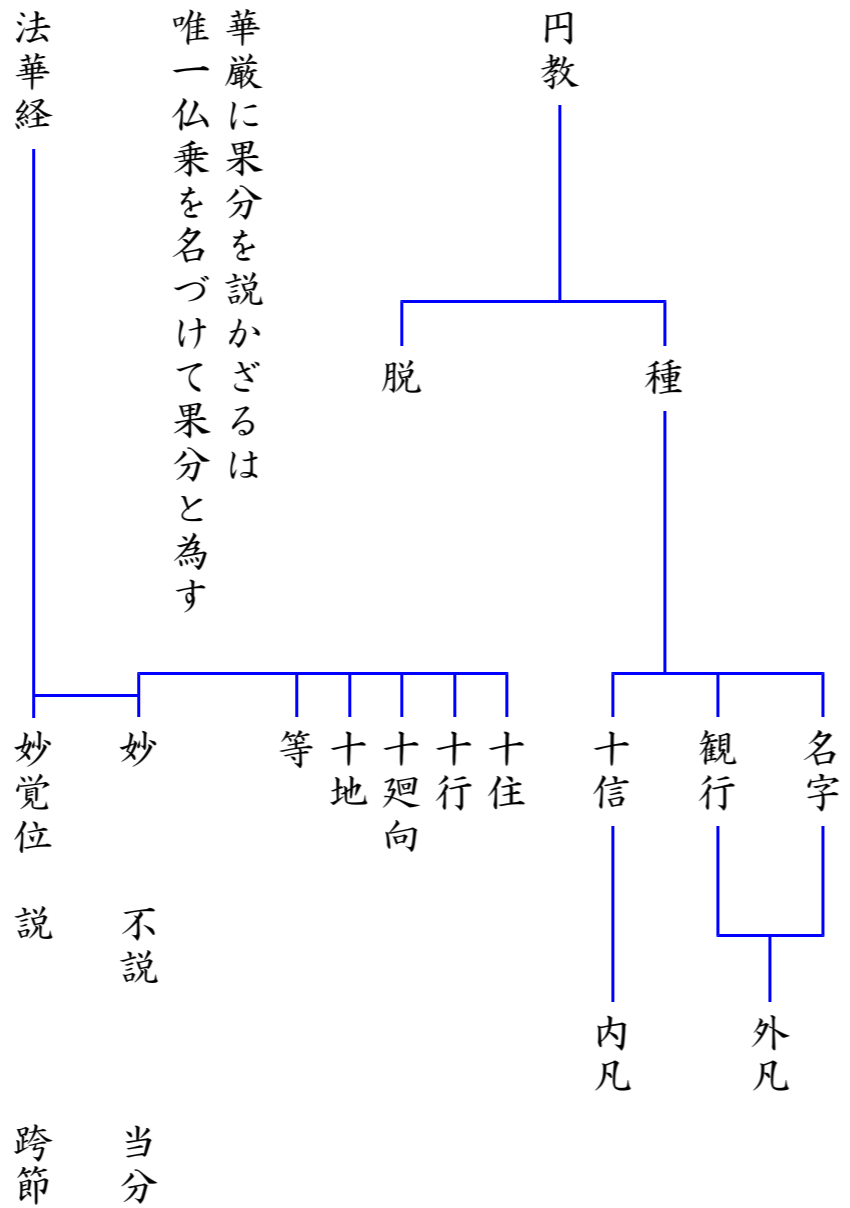 円教
種
脱
名字
観行
十信
外凡
内凡
十住
十行
十廻向
十地
等
妙
不説
当分
華厳に果分を説かざるは
唯一仏乗を名づけて果分と為す
法華経
妙覚位
説
跨節